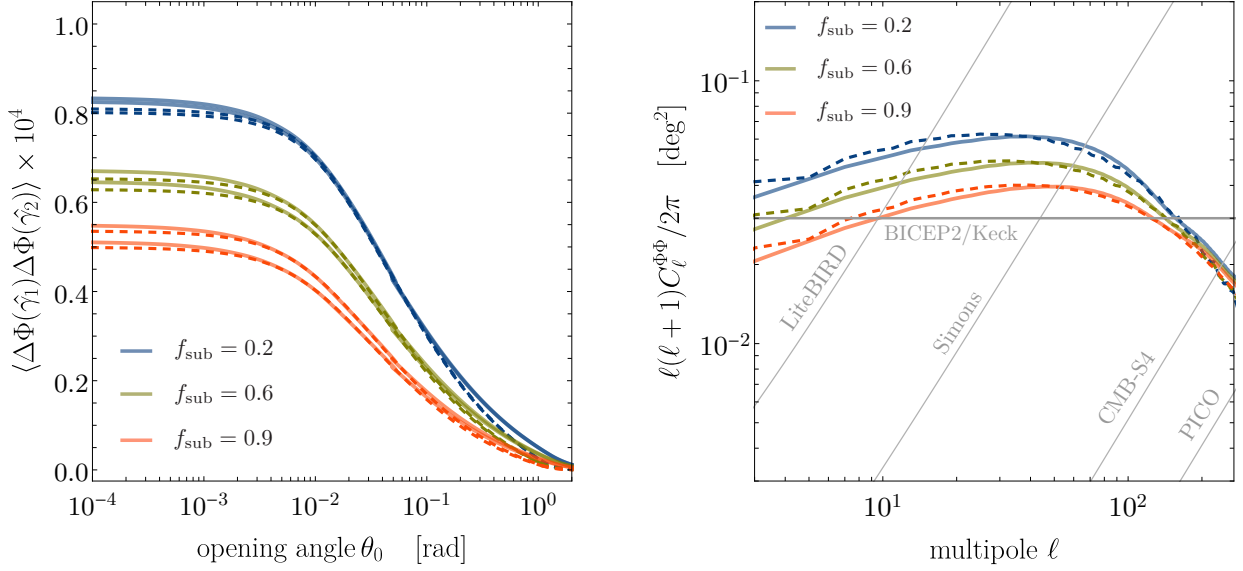 ⟨ΔΦ(γ̂₁)ΔΦ(γ̂₂)⟩ × 10⁴
1.0
0.8
0.6
0.4
0.2
0.0
f_sub = 0.2
f_sub = 0.6
f_sub = 0.9
10⁻⁴
10⁻³
10⁻²
10⁻¹
10⁰
opening angle θ₀ [rad]
ℓ(ℓ + 1)C_ℓ^ΦΦ/2π [deg²]
10⁻¹
10⁻²
f_sub = 0.2
f_sub = 0.6
f_sub = 0.9
BICEP2/Keck
LiteBIRD
Simons
CMB-S4
PICO
10¹
10²
multipole ℓ